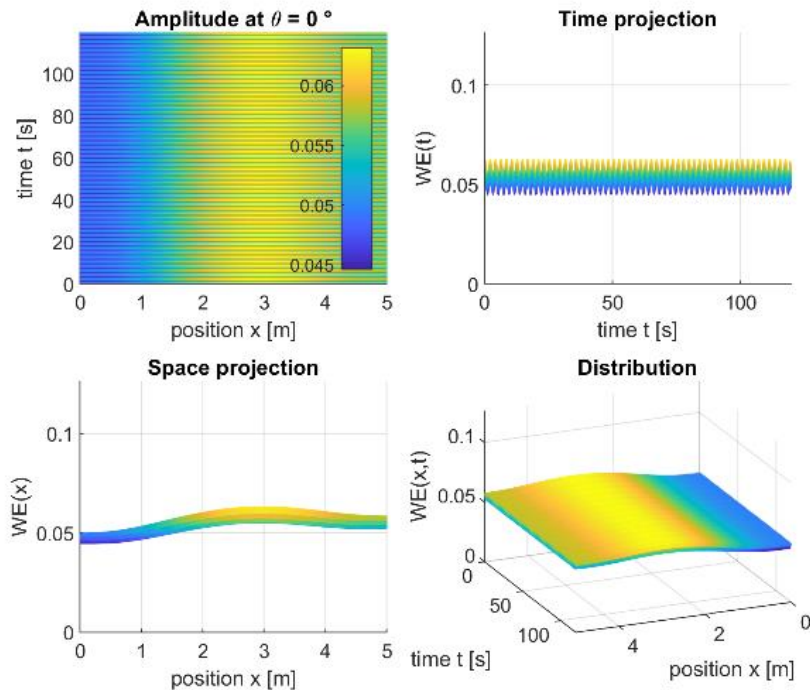 Amplitude at θ = 0 °
time t [s]
120
100
80
60
40
20
0
0.06
0.055
0.05
0.045
0 1 2 3 4 5
position x [m]
Time projection
WE(t)
0.1
0.05
0
0 50 100
time t [s]
Space projection
WE(x)
0.1
0.05
0
0 1 2 3 4 5
position x [m]
Distribution
WE(x,t)
0.1
0.05
0
0
50
100
time t [s]
4 2 0
position x [m]